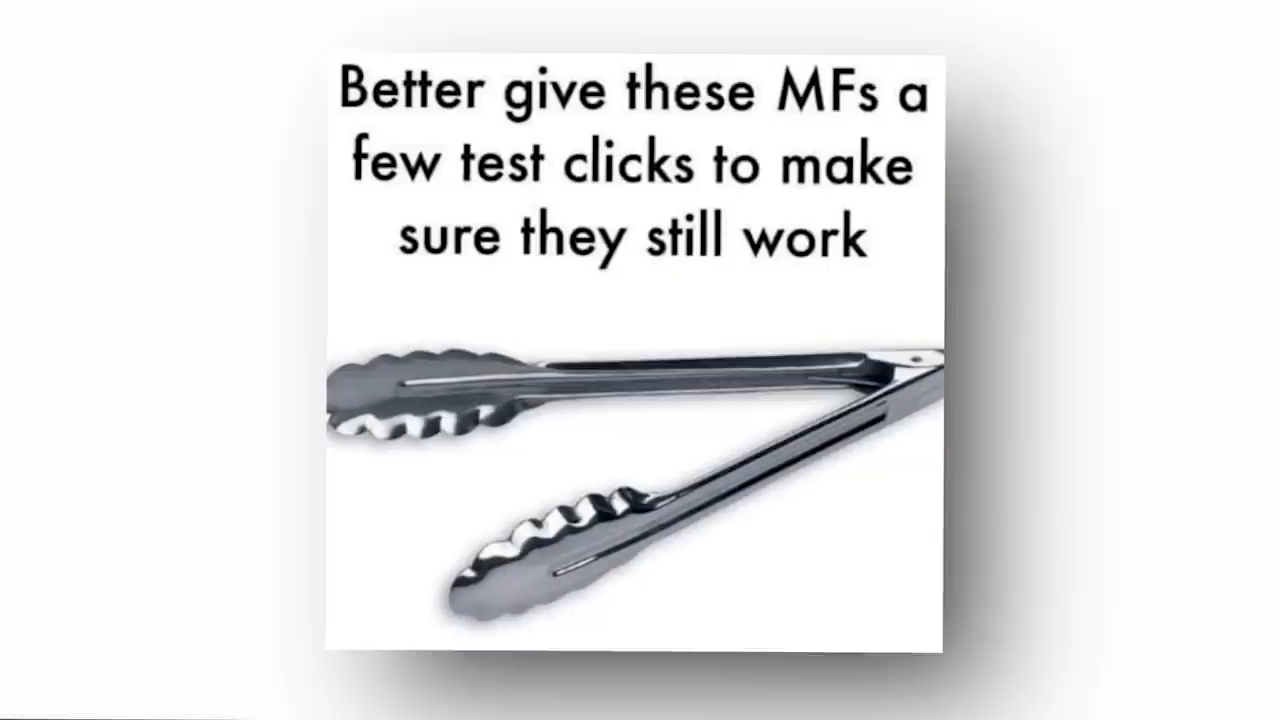 Better give these MFs a
few test clicks to make
sure they still work